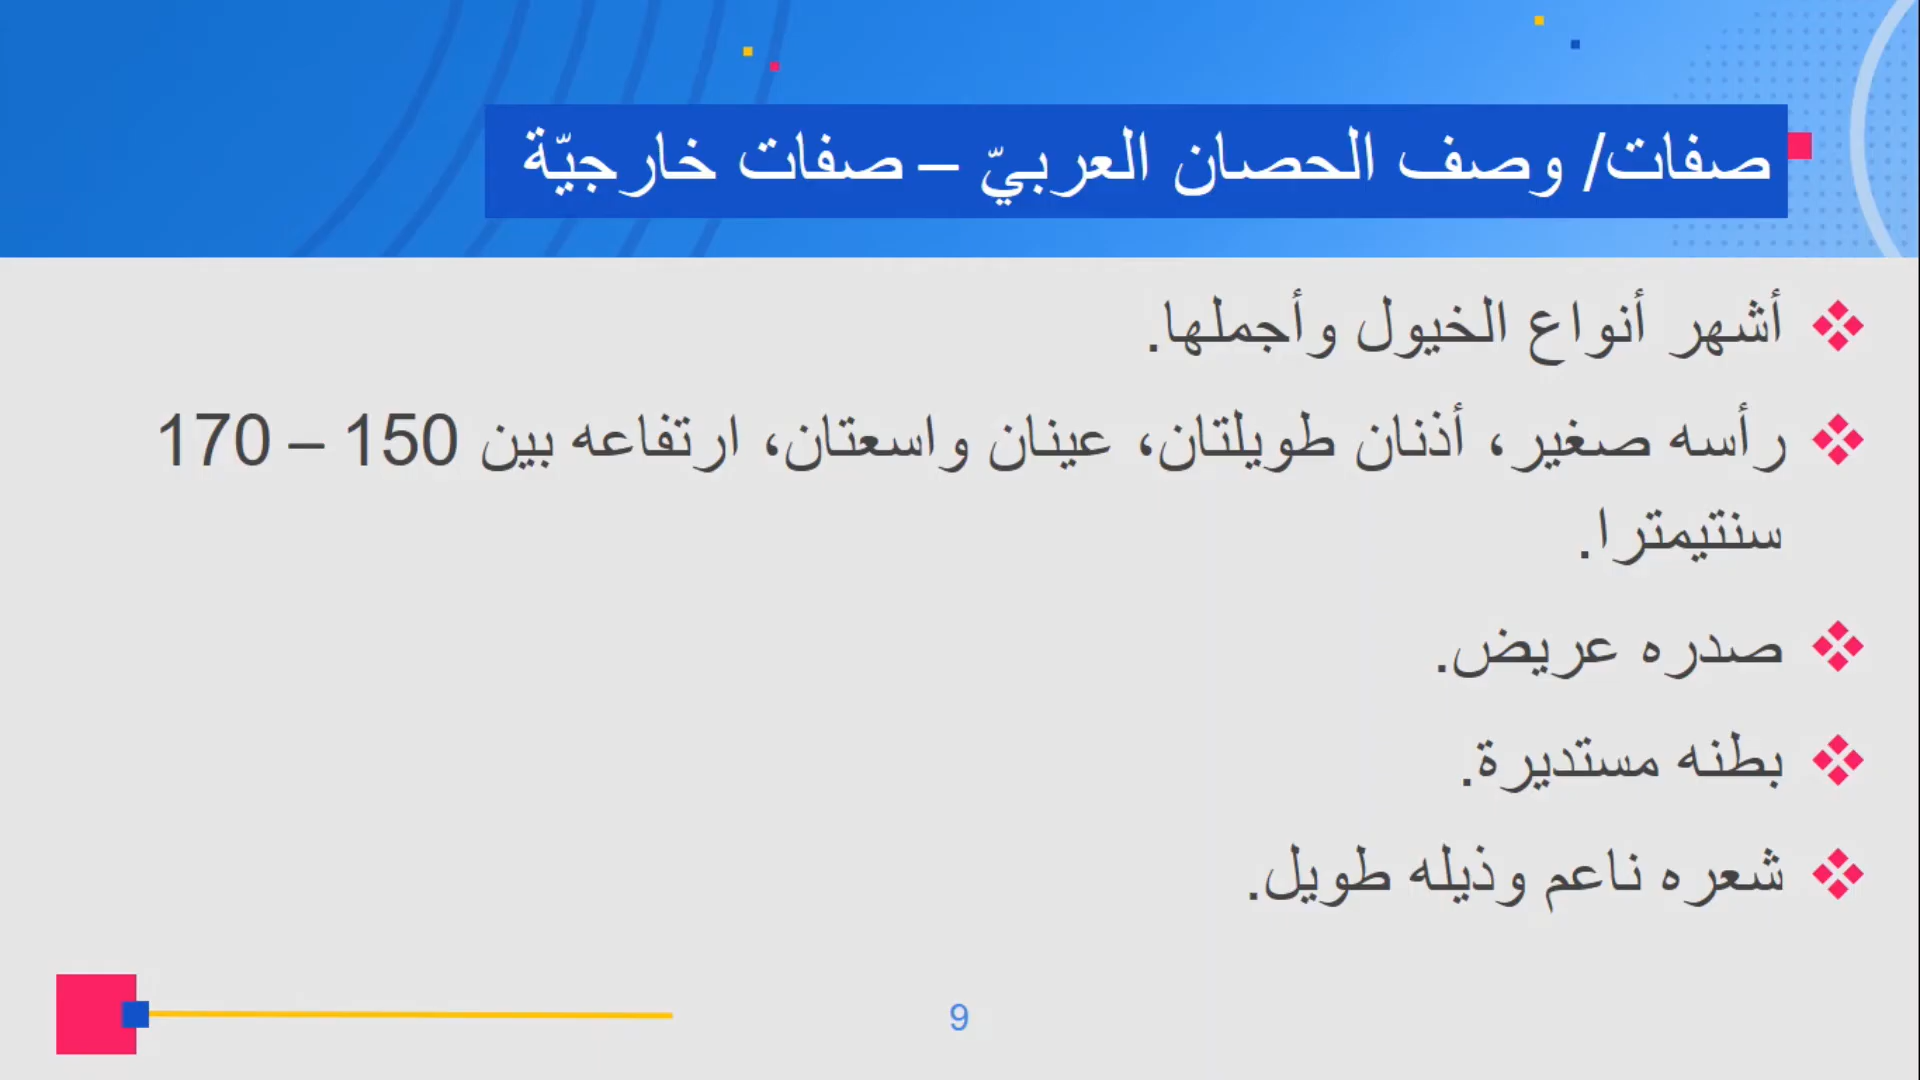 صفات/ وصف الحصان العربيّ – صفات خارجيّة
أشهر أنواع الخيول وأجملها.
رأسه صغير، أذنان طويلتان، عينان واسعتان، ارتفاعه بين 150 – 170
سنتيمترا.
صدره عريض.
بطنه مستديرة.
شعره ناعم وذيله طويل.
9